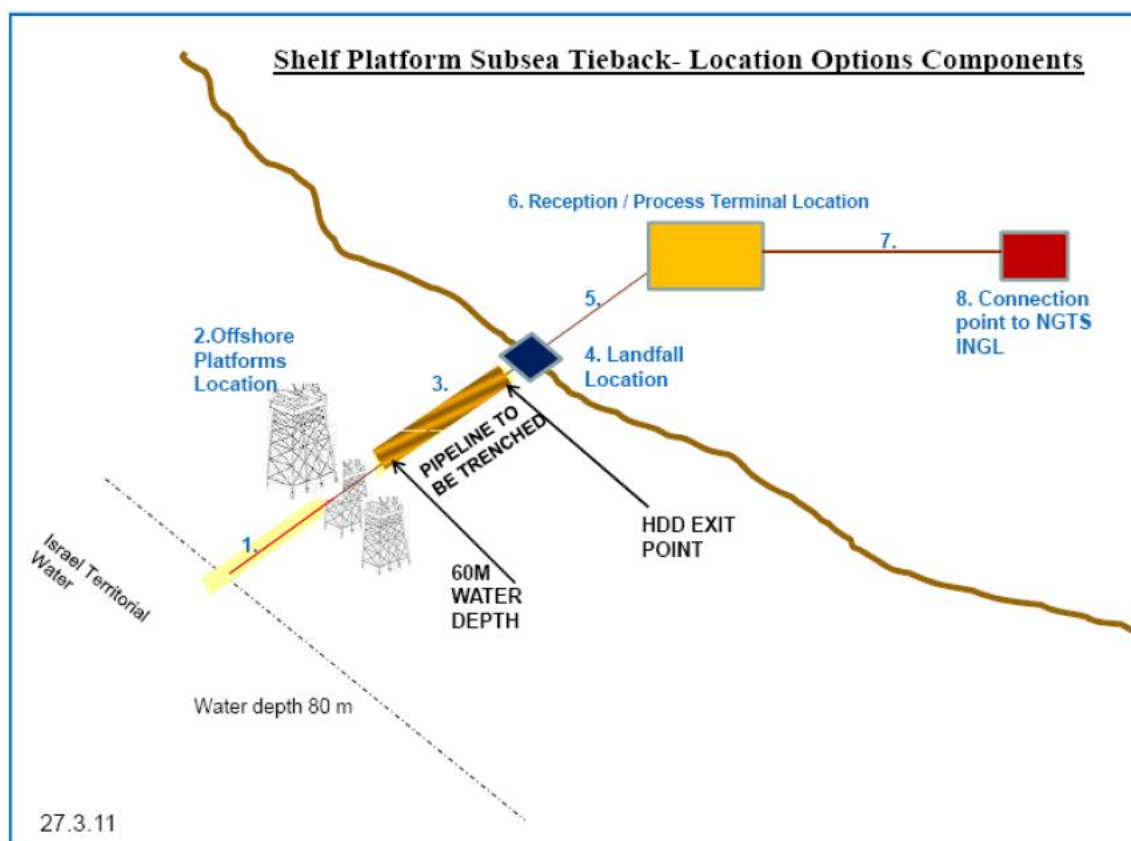 Shelf Platform Subsea Tieback- Location Options Components
6. Reception / Process Terminal Location
7.
5.
8. Connection
point to NGTS
INGL
2.Offshore
Platforms
Location
4. Landfall
Location
3.
PIPELINE TO
BE TRENCHED
HDD EXIT
POINT
1.
60M
WATER
DEPTH
Israel Territorial
Water
Water depth 80 m
27.3.11